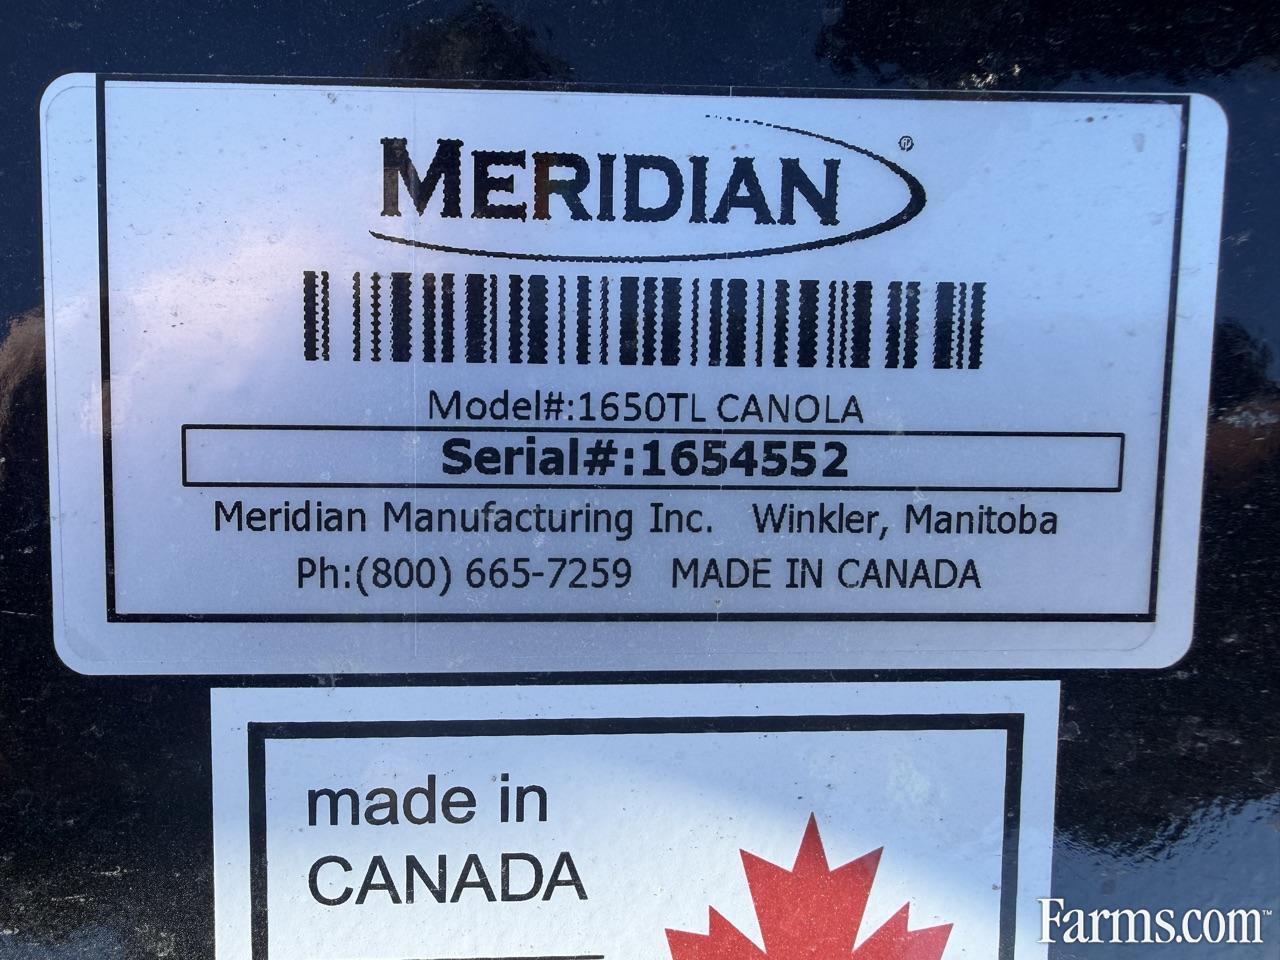 MERIDIAN®
Model#:1650TL CANOLA
Serial#:1654552
Meridian Manufacturing Inc. Winkler, Manitoba
Ph:(800) 665-7259 MADE IN CANADA
made in
CANADA
Farms.com™